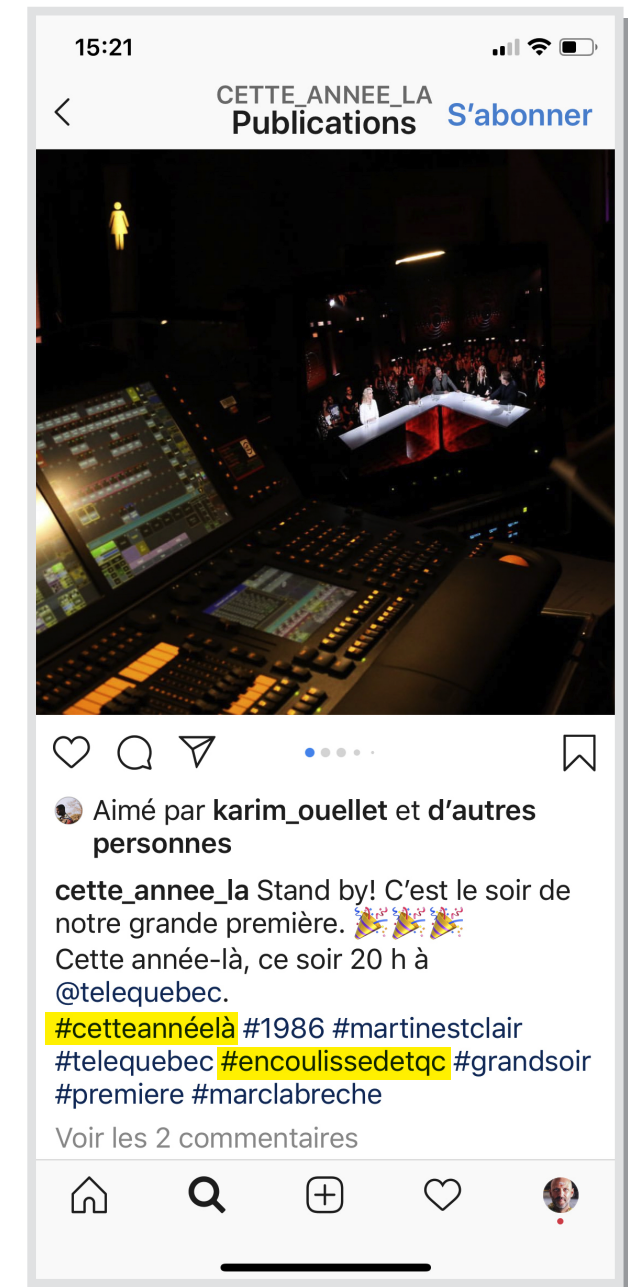 15:21
CETTE_ANNEE_LA
Publications
S'abonner
Aimé par karim_ouellet et d'autres
personnes
cette_annee_la Stand by! C'est le soir de
notre grande première. 🎉🎉🎉
Cette année-là, ce soir 20 h à
@telequebec.
#cetteannéelà #1986 #martinestclair
#telequebec #encoulissedetqc #grandsoir
#premiere #marclabreche
Voir les 2 commentaires